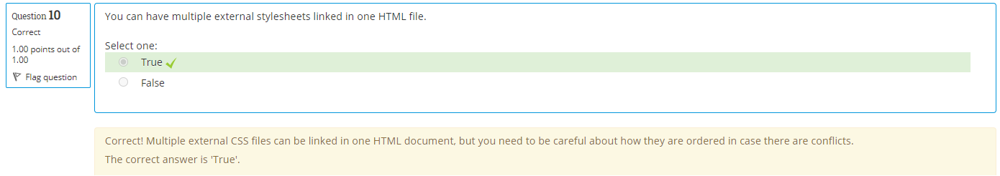 Question 10
Correct
1.00 points out of
1.00
Flag question
You can have multiple external stylesheets linked in one HTML file.
Select one:
True
False
Correct! Multiple external CSS files can be linked in one HTML document, but you need to be careful about how they are ordered in case there are conflicts.
The correct answer is 'True'.